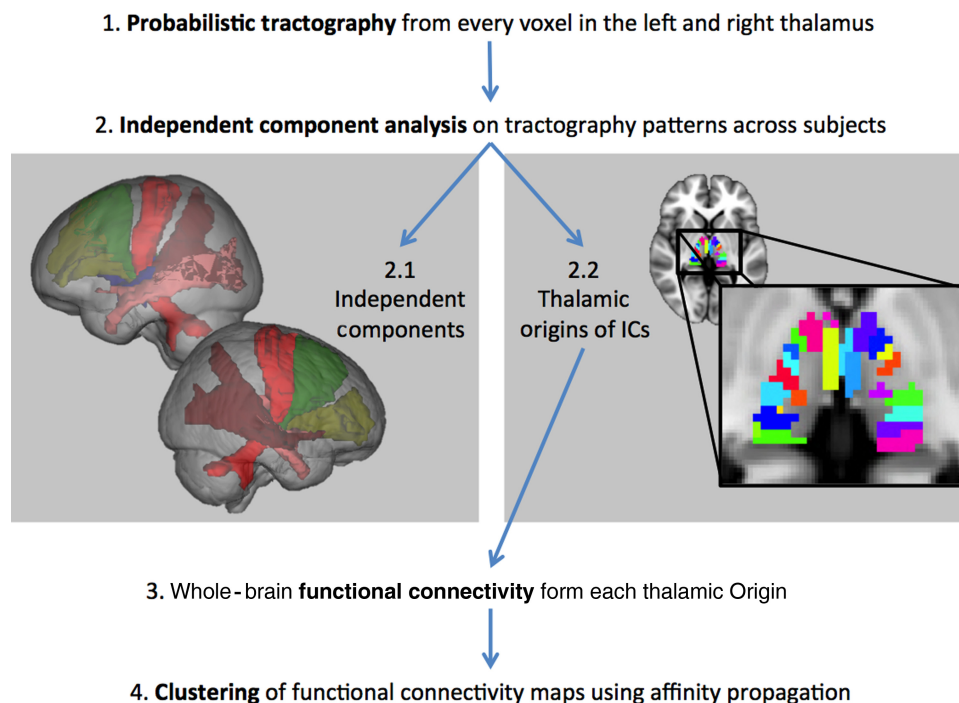 1. Probabilistic tractography from every voxel in the left and right thalamus
2. Independent component analysis on tractography patterns across subjects
2.1
Independent
components
2.2
Thalamic
origins of ICs
3. Whole-brain functional connectivity form each thalamic Origin
4. Clustering of functional connectivity maps using affinity propagation